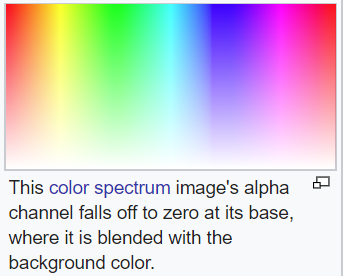 This color spectrum image's alpha
channel falls off to zero at its base,
where it is blended with the
background color.